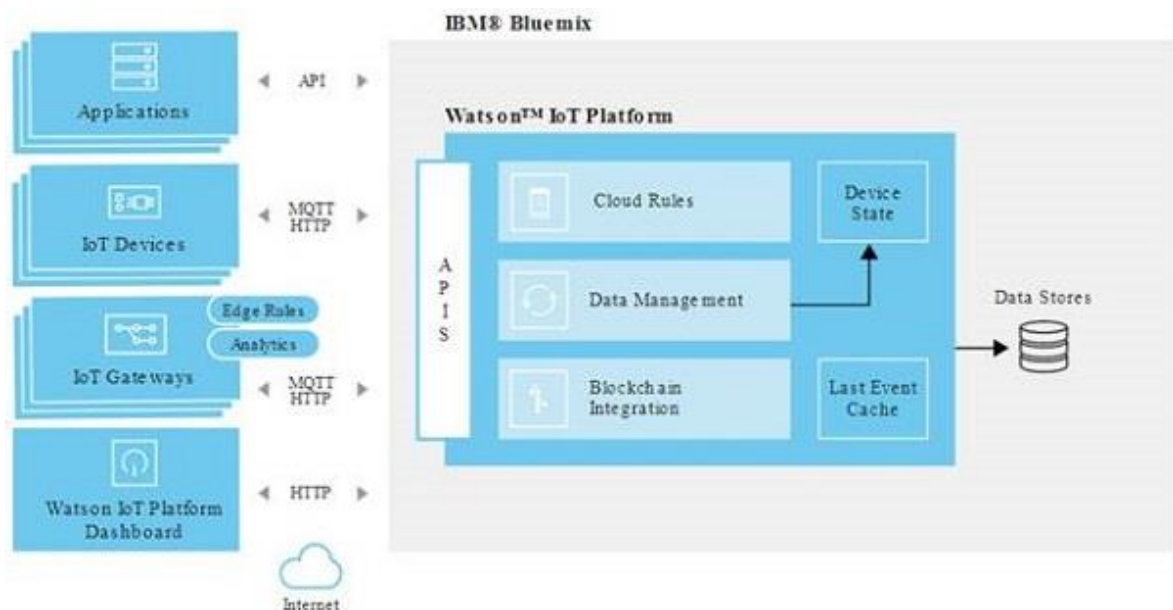 IBM® Bluemix
Applications
API
IoT Devices
MQTT
HTTP
Edge Rules
Analytics
IoT Gateways
MQTT
HTTP
Watson IoT Platform
Dashboard
HTTP
Internet
Watson™ IoT Platform
A
P
I
S
Cloud Rules
Device
State
Data Management
Blockchain
Integration
Last Event
Cache
Data Stores